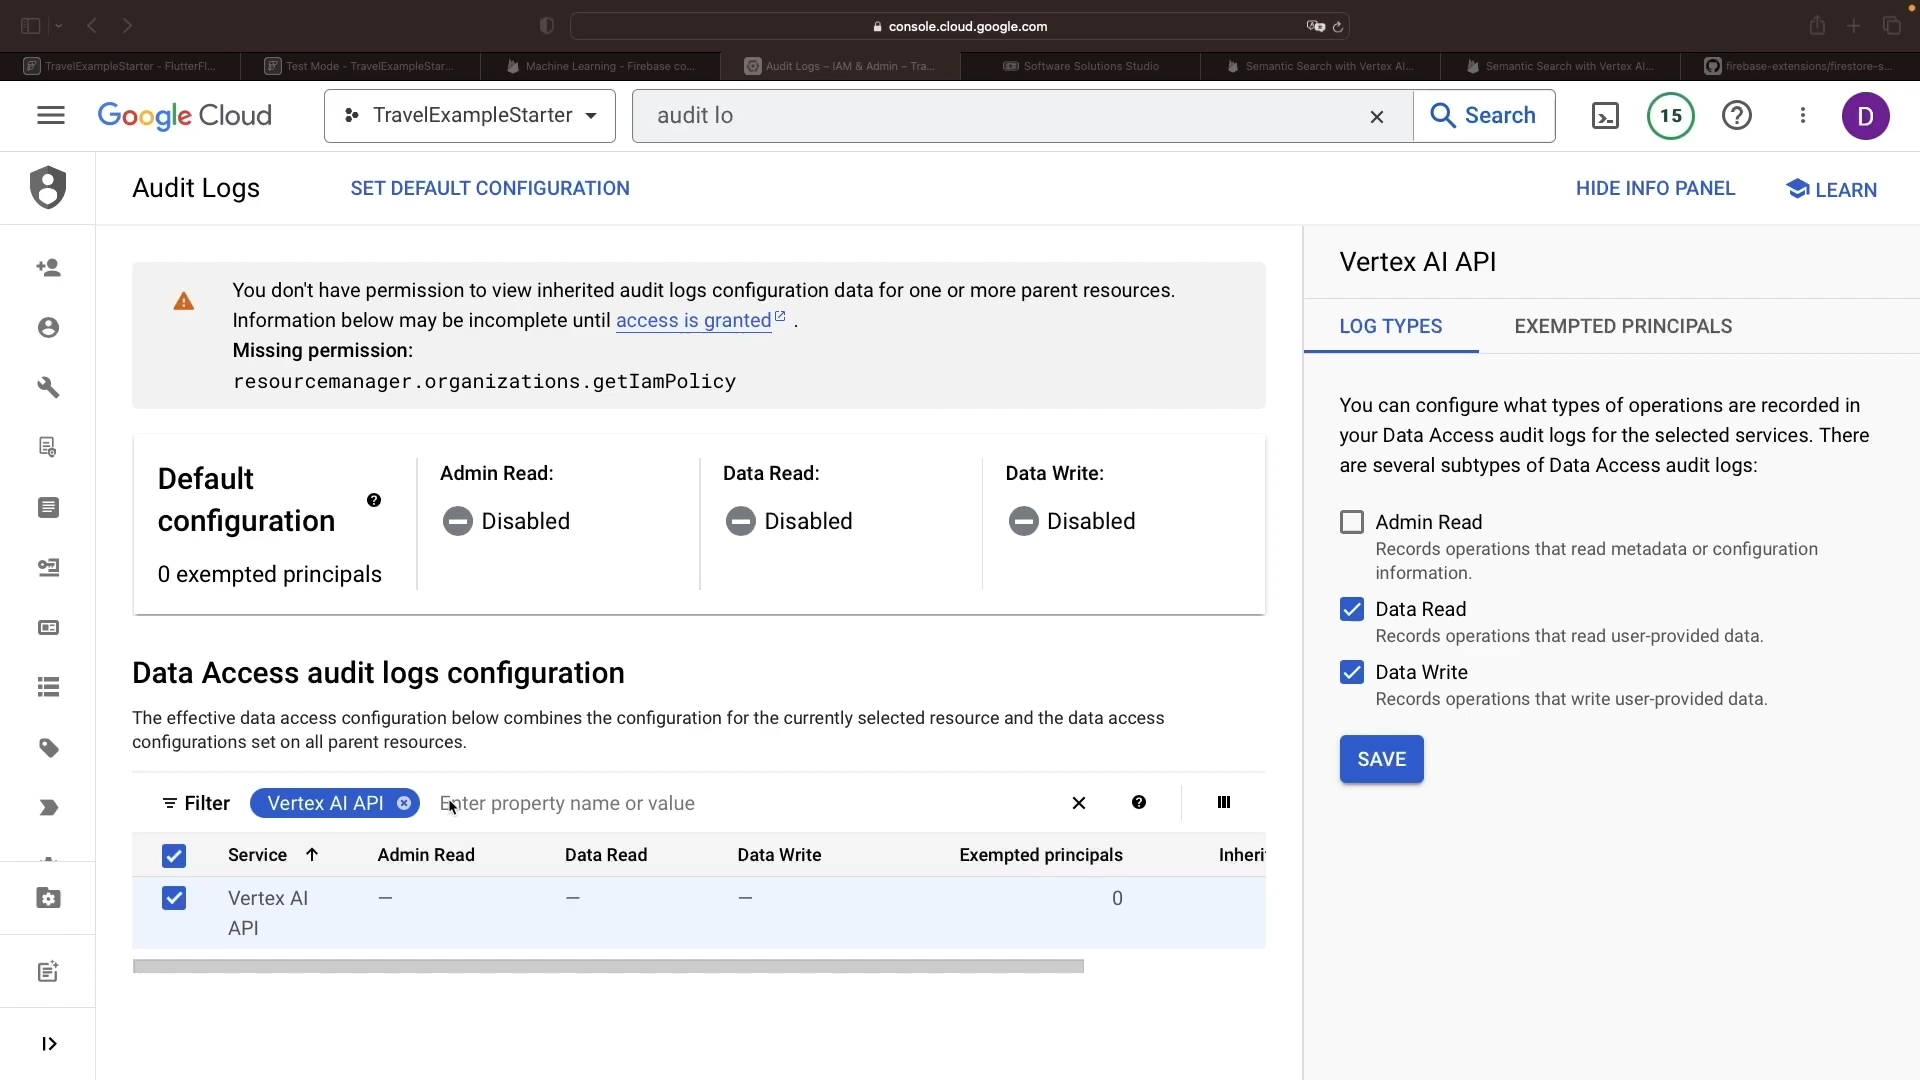 console.cloud.google.com
TravelExampleStarter - FlutterFl...
Test Mode - TravelExampleStar...
Machine Learning - Firebase co...
Audit Logs – IAM & Admin – Tra...
Software Solutions Studio
Semantic Search with Vertex AI...
Semantic Search with Vertex AI...
firebase-extensions/firestore-s...
Google Cloud
TravelExampleStarter
audit lo
Search
15
D
Audit Logs
SET DEFAULT CONFIGURATION
HIDE INFO PANEL
LEARN
You don't have permission to view inherited audit logs configuration data for one or more parent resources.
Information below may be incomplete until access is granted .
Missing permission:
resourcemanager.organizations.getIamPolicy
Default
configuration
0 exempted principals
Admin Read:
Disabled
Data Read:
Disabled
Data Write:
Disabled
Data Access audit logs configuration
The effective data access configuration below combines the configuration for the currently selected resource and the data access
configurations set on all parent resources.
Filter
Vertex AI API
Enter property name or value
Service
Admin Read
Data Read
Data Write
Exempted principals
Inheri
Vertex AI
API
—
—
—
0
Vertex AI API
LOG TYPES
EXEMPTED PRINCIPALS
You can configure what types of operations are recorded in
your Data Access audit logs for the selected services. There
are several subtypes of Data Access audit logs:
Admin Read
Records operations that read metadata or configuration
information.
Data Read
Records operations that read user-provided data.
Data Write
Records operations that write user-provided data.
SAVE